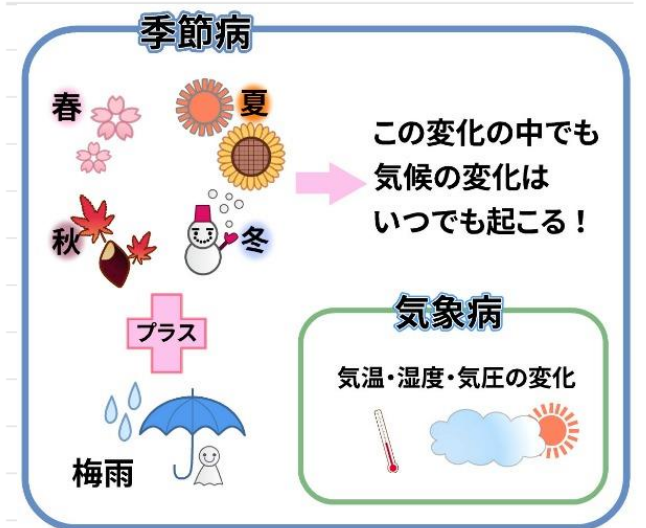 季節病
春
夏
秋
冬
この変化の中でも
気候の変化は
いつでも起こる！
プラス
梅雨
気象病
気温・湿度・気圧の変化